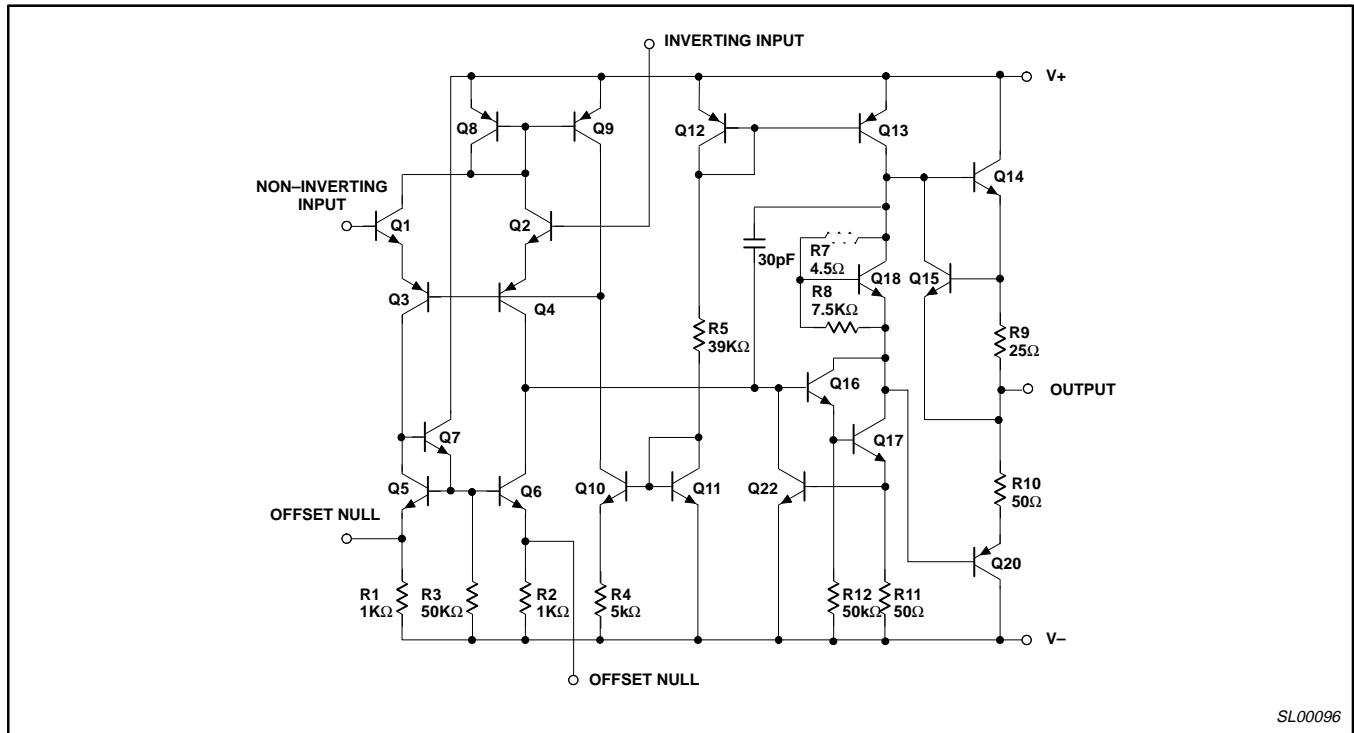 INVERTING INPUT
V+
Q8
Q9
Q12
Q13
Q14
NON–INVERTING
INPUT
Q1
Q2
30pF
R7
4.5Ω
Q18
Q15
R8
7.5KΩ
Q3
Q4
R5
39KΩ
R9
25Ω
OUTPUT
Q16
Q7
Q17
Q5
Q6
Q10
Q11
Q22
R10
50Ω
OFFSET NULL
Q20
R1
1KΩ
R3
50KΩ
R2
1KΩ
R4
5kΩ
R12
50kΩ
R11
50Ω
V–
OFFSET NULL
SL00096